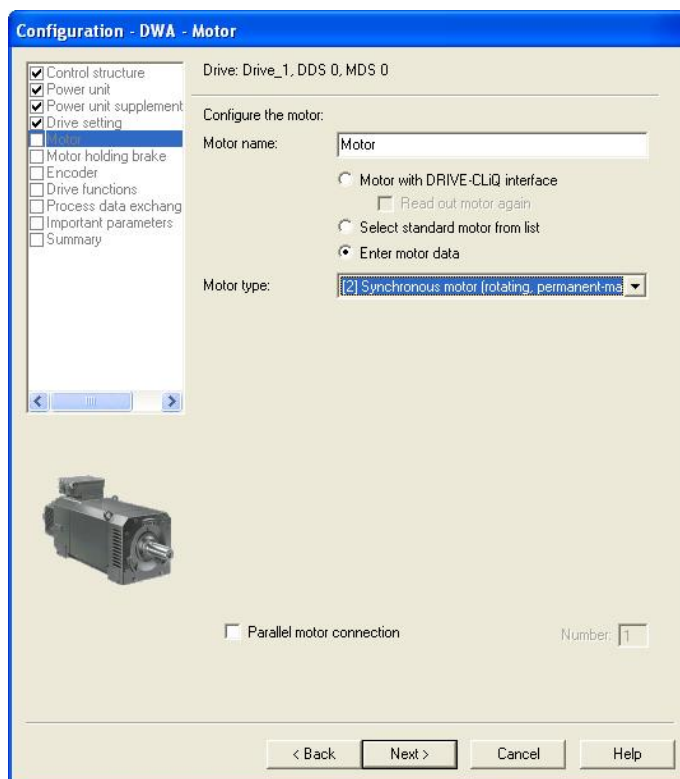 Configuration - DWA - Motor
Control structure
Power unit
Power unit supplement
Drive setting
Motor
Motor holding brake
Encoder
Drive functions
Process data exchang
Important parameters
Summary
Drive: Drive_1, DDS 0, MDS 0
Configure the motor:
Motor name: Motor
Motor with DRIVE-CLiQ interface
Read out motor again
Select standard motor from list
Enter motor data
Motor type: [2] Synchronous motor (rotating, permanent-ma
Parallel motor connection Number: 1
< Back Next > Cancel Help